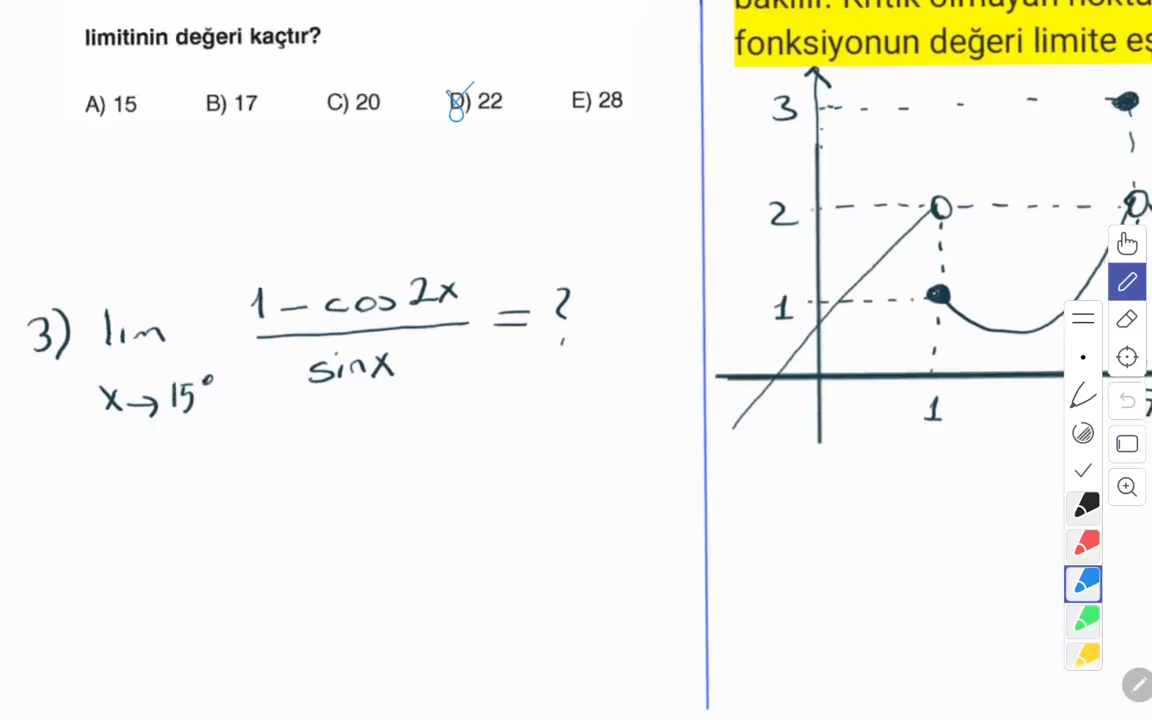 limitinin değeri kaçtır?
A) 15 B) 17 C) 20 D) 22 E) 28
3) lim 1 - cos 2x = ?
sinx
x → 15°
fonksiyonun değeri limite
3
2
1
1